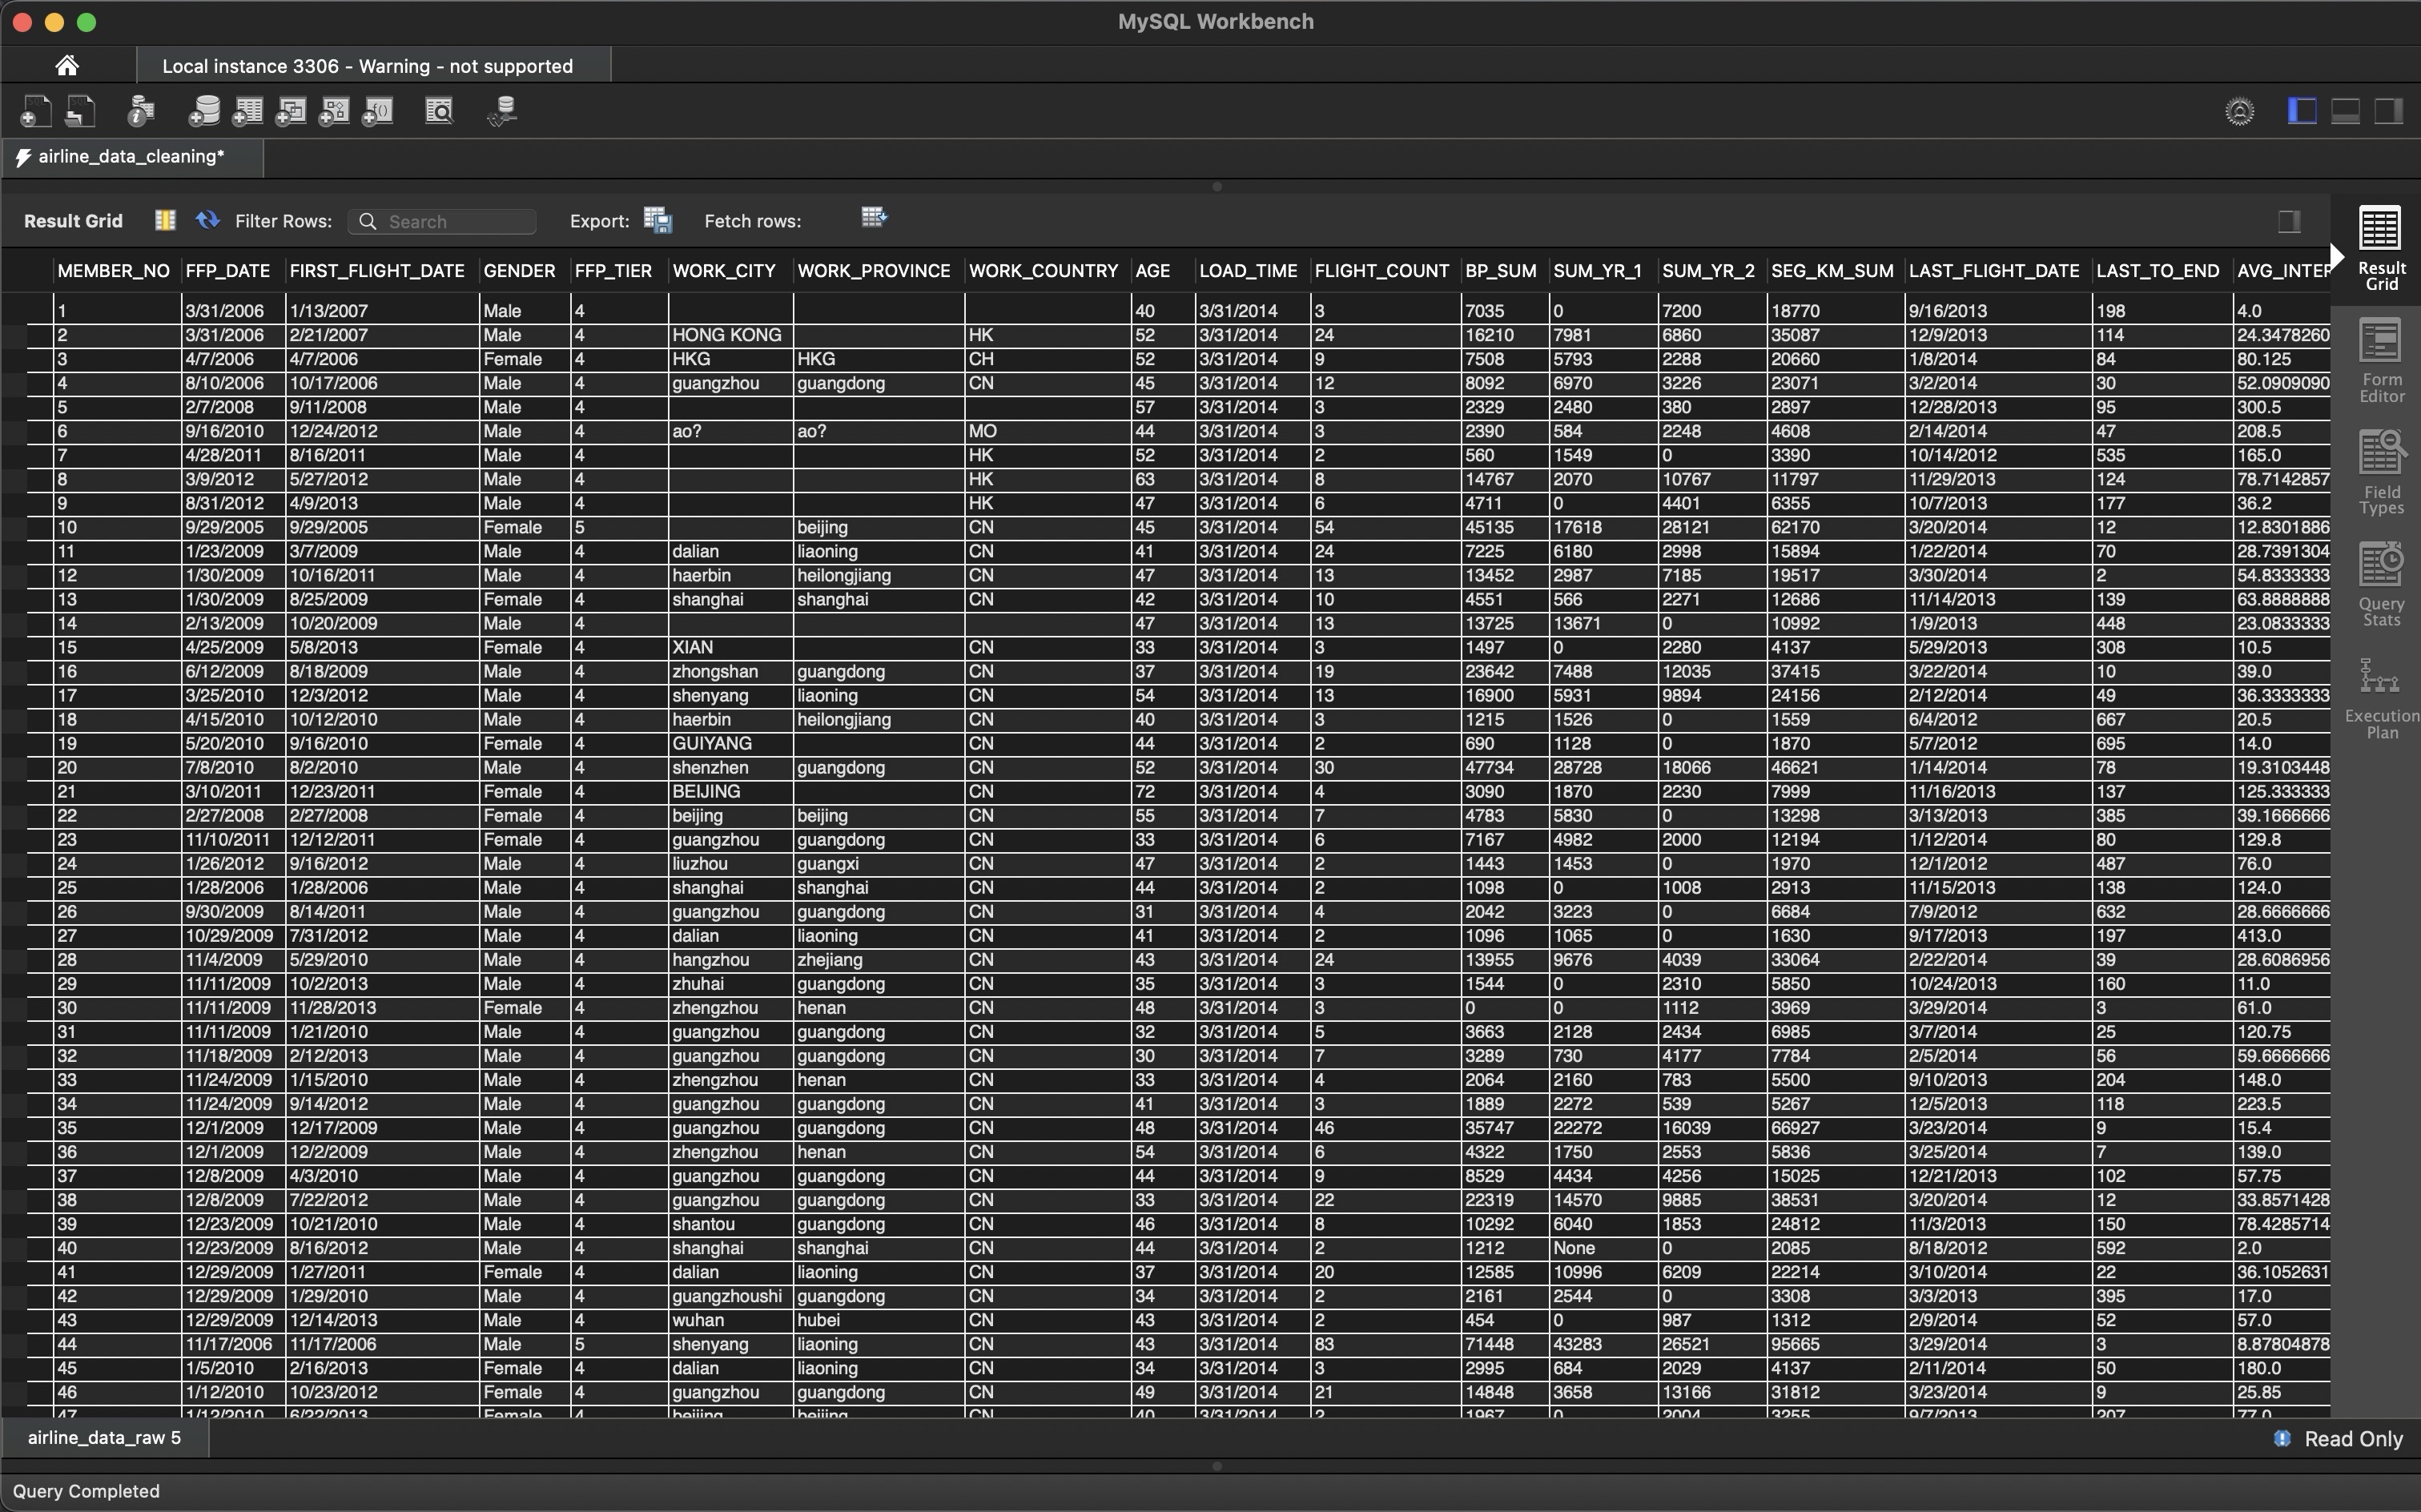 MySQL Workbench
Local instance 3306 - Warning - not supported
airline_data_cleaning*
Result Grid Filter Rows: Search Export: Fetch rows:
MEMBER_NO FFP_DATE FIRST_FLIGHT_DATE GENDER FFP_TIER WORK_CITY WORK_PROVINCE WORK_COUNTRY AGE LOAD_TIME FLIGHT_COUNT BP_SUM SUM_YR_1 SUM_YR_2 SEG_KM_SUM LAST_FLIGHT_DATE LAST_TO_END AVG_INTER
1 3/31/2006 1/13/2007 Male 4 40 3/31/2014 3 7035 0 7200 18770 9/16/2013 198 4.0
2 3/31/2006 2/21/2007 Male 4 HONG KONG HK 52 3/31/2014 24 16210 7981 6860 35087 12/9/2013 114 24.3478260
3 4/7/2006 4/7/2006 Female 4 HKG HKG CH 52 3/31/2014 9 7508 5793 2288 20660 1/8/2014 84 80.125
4 8/10/2006 10/17/2006 Male 4 guangzhou guangdong CN 45 3/31/2014 12 8092 6970 3226 23071 3/2/2014 30 52.0909090
5 2/7/2008 9/11/2008 Male 4 57 3/31/2014 3 2329 2480 380 2897 12/28/2013 95 300.5
6 9/16/2010 12/24/2012 Male 4 ao? ao? MO 44 3/31/2014 3 2390 584 2248 4608 2/14/2014 47 208.5
7 4/28/2011 8/16/2011 Male 4 HK 52 3/31/2014 2 560 1549 0 3390 10/14/2012 535 165.0
8 3/9/2012 5/27/2012 Male 4 HK 63 3/31/2014 8 14767 2070 10767 11797 11/29/2013 124 78.7142857
9 8/31/2012 4/9/2013 Male 4 HK 47 3/31/2014 6 4711 0 4401 6355 10/7/2013 177 36.2
10 9/29/2005 9/29/2005 Female 5 beijing CN 45 3/31/2014 54 45135 17618 28121 62170 3/20/2014 12 12.8301886
11 1/23/2009 3/7/2009 Male 4 dalian liaoning CN 41 3/31/2014 24 7225 6180 2998 15894 1/22/2014 70 28.7391304
12 1/30/2009 10/16/2011 Male 4 haerbin heilongjiang CN 47 3/31/2014 13 13452 2987 7185 19517 3/30/2014 2 54.8333333
13 1/30/2009 8/25/2009 Female 4 shanghai shanghai CN 42 3/31/2014 10 4551 566 2271 12686 11/14/2013 139 63.8888888
14 2/13/2009 10/20/2009 Male 4 47 3/31/2014 13 13725 13671 0 10992 1/9/2013 448 23.0833333
15 4/25/2009 5/8/2013 Female 4 XIAN CN 33 3/31/2014 3 1497 0 2280 4137 5/29/2013 308 10.5
16 6/12/2009 8/18/2009 Male 4 zhongshan guangdong CN 37 3/31/2014 19 23642 7488 12035 37415 3/22/2014 10 39.0
17 3/25/2010 12/3/2012 Male 4 shenyang liaoning CN 54 3/31/2014 13 16900 5931 9894 24156 2/12/2014 49 36.3333333
18 4/15/2010 10/12/2010 Male 4 haerbin heilongjiang CN 40 3/31/2014 3 1215 1526 0 1559 6/4/2012 667 20.5
19 5/20/2010 9/16/2010 Female 4 GUIYANG CN 44 3/31/2014 2 690 1128 0 1870 5/7/2012 695 14.0
20 7/8/2010 8/2/2010 Male 4 shenzhen guangdong CN 52 3/31/2014 30 47734 28728 18066 46621 1/14/2014 78 19.3103448
21 3/10/2011 12/23/2011 Female 4 BEIJING CN 72 3/31/2014 4 3090 1870 2230 7999 11/16/2013 137 125.333333
22 2/27/2008 2/27/2008 Female 4 beijing beijing CN 55 3/31/2014 7 4783 5830 0 13298 3/13/2013 385 39.1666666
23 11/10/2011 12/12/2011 Female 4 guangzhou guangdong CN 33 3/31/2014 6 7167 4982 2000 12194 1/12/2014 80 129.8
24 1/26/2012 9/16/2012 Male 4 liuzhou guangxi CN 47 3/31/2014 2 1443 1453 0 1970 12/1/2012 487 76.0
25 1/28/2006 1/28/2006 Male 4 shanghai shanghai CN 44 3/31/2014 2 1098 0 1008 2913 11/15/2013 138 124.0
26 9/30/2009 8/14/2011 Male 4 guangzhou guangdong CN 31 3/31/2014 4 2042 3223 0 6684 7/9/2012 632 28.6666666
27 10/29/2009 7/31/2012 Male 4 dalian liaoning CN 41 3/31/2014 2 1096 1065 0 1630 9/17/2013 197 413.0
28 11/4/2009 5/29/2010 Male 4 hangzhou zhejiang CN 43 3/31/2014 24 13955 9676 4039 33064 2/22/2014 39 28.6086956
29 11/11/2009 10/2/2013 Male 4 zhuhai guangdong CN 35 3/31/2014 3 1544 0 2310 5850 10/24/2013 160 11.0
30 11/11/2009 11/28/2013 Female 4 zhengzhou henan CN 48 3/31/2014 3 0 0 1112 3969 3/29/2014 3 61.0
31 11/11/2009 1/21/2010 Male 4 guangzhou guangdong CN 32 3/31/2014 5 3663 2128 2434 6985 3/7/2014 25 120.75
32 11/18/2009 2/12/2013 Male 4 guangzhou guangdong CN 30 3/31/2014 7 3289 730 4177 7784 2/5/2014 56 59.6666666
33 11/24/2009 1/15/2010 Male 4 zhengzhou henan CN 33 3/31/2014 4 2064 2160 783 5500 9/10/2013 204 148.0
34 11/24/2009 9/14/2012 Male 4 guangzhou guangdong CN 41 3/31/2014 3 1889 2272 539 5267 12/5/2013 118 223.5
35 12/1/2009 12/17/2009 Male 4 guangzhou guangdong CN 48 3/31/2014 46 35747 22272 16039 66927 3/23/2014 9 15.4
36 12/1/2009 12/2/2009 Male 4 zhengzhou henan CN 54 3/31/2014 6 4322 1750 2553 5836 3/25/2014 7 139.0
37 12/8/2009 4/3/2010 Male 4 guangzhou guangdong CN 44 3/31/2014 9 8529 4434 4256 15025 12/21/2013 102 57.75
38 12/8/2009 7/22/2012 Male 4 guangzhou guangdong CN 33 3/31/2014 22 22319 14570 9885 38531 3/20/2014 12 33.8571428
39 12/23/2009 10/21/2010 Male 4 shantou guangdong CN 46 3/31/2014 8 10292 6040 1853 24812 11/3/2013 150 78.4285714
40 12/23/2009 8/16/2012 Male 4 shanghai shanghai CN 44 3/31/2014 2 1212 None 0 2085 8/18/2012 592 2.0
41 12/29/2009 1/27/2011 Female 4 dalian liaoning CN 37 3/31/2014 20 12585 10996 6209 22214 3/10/2014 22 36.1052631
42 12/29/2009 1/29/2010 Male 4 guangzhoushi guangdong CN 34 3/31/2014 2 2161 2544 0 3308 3/3/2013 395 17.0
43 12/29/2009 12/14/2013 Male 4 wuhan hubei CN 43 3/31/2014 2 454 0 987 1312 2/9/2014 52 57.0
44 11/17/2006 11/17/2006 Male 5 shenyang liaoning CN 43 3/31/2014 83 71448 43283 26521 95665 3/29/2014 3 8.87804878
45 1/5/2010 2/16/2013 Female 4 dalian liaoning CN 34 3/31/2014 3 2995 684 2029 4137 2/11/2014 50 180.0
46 1/12/2010 10/23/2012 Female 4 guangzhou guangdong CN 49 3/31/2014 21 14848 3658 13166 31812 3/23/2014 9 25.85
47 1/12/2010 6/22/2013 Female 4 beijing beijing CN 40 3/31/2014 2 1967 0 2004 3255 9/7/2013 207 77.0
Result
Grid
Form
Editor
Field
Types
Query
Stats
Execution
Plan
airline_data_raw 5 Read Only
Query Completed